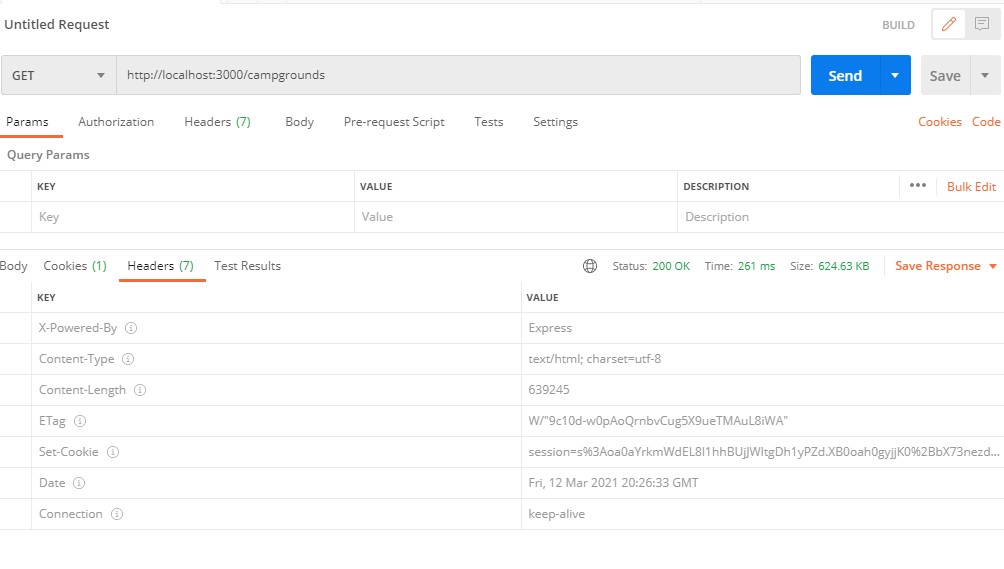 Untitled Request BUILD
GET http://localhost:3000/campgrounds Send Save
Params Authorization Headers (7) Body Pre-request Script Tests Settings Cookies Code
Query Params
KEY VALUE DESCRIPTION ••• Bulk Edit
Key Value Description
Body Cookies (1) Headers (7) Test Results Status: 200 OK Time: 261 ms Size: 624.63 KB Save Response
KEY VALUE
X-Powered-By Express
Content-Type text/html; charset=utf-8
Content-Length 639245
ETag W/"9c10d-w0pAoQrnbvCug5X9ueTMAuL8iWA"
Set-Cookie session=s%3Aoa0aYrkmWdEL8l1hhBUjJWltgDh1yPZd.XB0oah0gyjjK0%2BbX73nezd...
Date Fri, 12 Mar 2021 20:26:33 GMT
Connection keep-alive